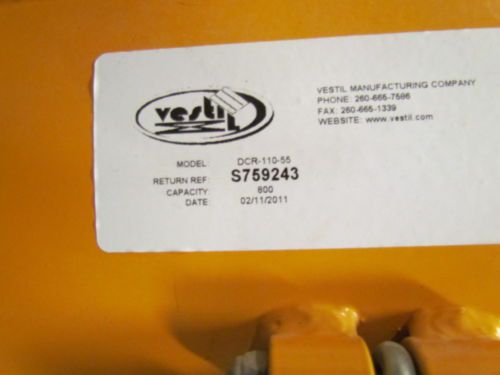 vestil
VESTIL MANUFACTURING COMPANY
PHONE: 260-665-7586
FAX: 260-665-1339
WEBSITE: www.vestil.com
MODEL: DCR-110-55
RETURN REF: S759243
CAPACITY: 800
DATE: 02/11/2011